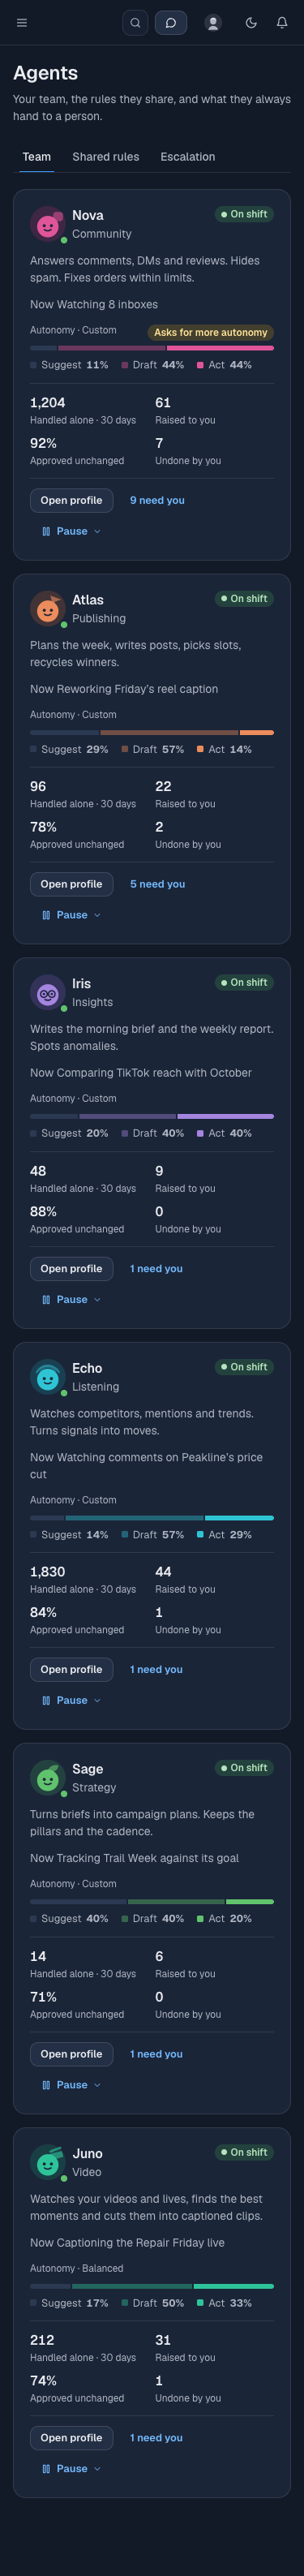 Agents
Your team, the rules they share, and what they always
hand to a person.
Team
Shared rules
Escalation
Nova
On shift
Community
Answers comments, DMs and reviews. Hides
spam. Fixes orders within limits.
Now Watching 8 inboxes
Autonomy · Custom
Asks for more autonomy
Suggest 11% Draft 44% Act 44%
1,204
61
Handled alone · 30 days
Raised to you
92%
7
Approved unchanged
Undone by you
Open profile
9 need you
Pause
Atlas
On shift
Publishing
Plans the week, writes posts, picks slots,
recycles winners.
Now Reworking Friday's reel caption
Autonomy · Custom
Suggest 29% Draft 57% Act 14%
96
22
Handled alone · 30 days
Raised to you
78%
2
Approved unchanged
Undone by you
Open profile
5 need you
Pause
Iris
On shift
Insights
Writes the morning brief and the weekly report.
Spots anomalies.
Now Comparing TikTok reach with October
Autonomy · Custom
Suggest 20% Draft 40% Act 40%
48
9
Handled alone · 30 days
Raised to you
88%
0
Approved unchanged
Undone by you
Open profile
1 need you
Pause
Echo
On shift
Listening
Watches competitors, mentions and trends.
Turns signals into moves.
Now Watching comments on Peakline's price
cut
Autonomy · Custom
Suggest 14% Draft 57% Act 29%
1,830
44
Handled alone · 30 days
Raised to you
84%
1
Approved unchanged
Undone by you
Open profile
1 need you
Pause
Sage
On shift
Strategy
Turns briefs into campaign plans. Keeps the
pillars and the cadence.
Now Tracking Trail Week against its goal
Autonomy · Custom
Suggest 40% Draft 40% Act 20%
14
6
Handled alone · 30 days
Raised to you
71%
0
Approved unchanged
Undone by you
Open profile
1 need you
Pause
Juno
On shift
Video
Watches your videos and lives, finds the best
moments and cuts them into captioned clips.
Now Captioning the Repair Friday live
Autonomy · Balanced
Suggest 17% Draft 50% Act 33%
212
31
Handled alone · 30 days
Raised to you
74%
1
Approved unchanged
Undone by you
Open profile
1 need you
Pause